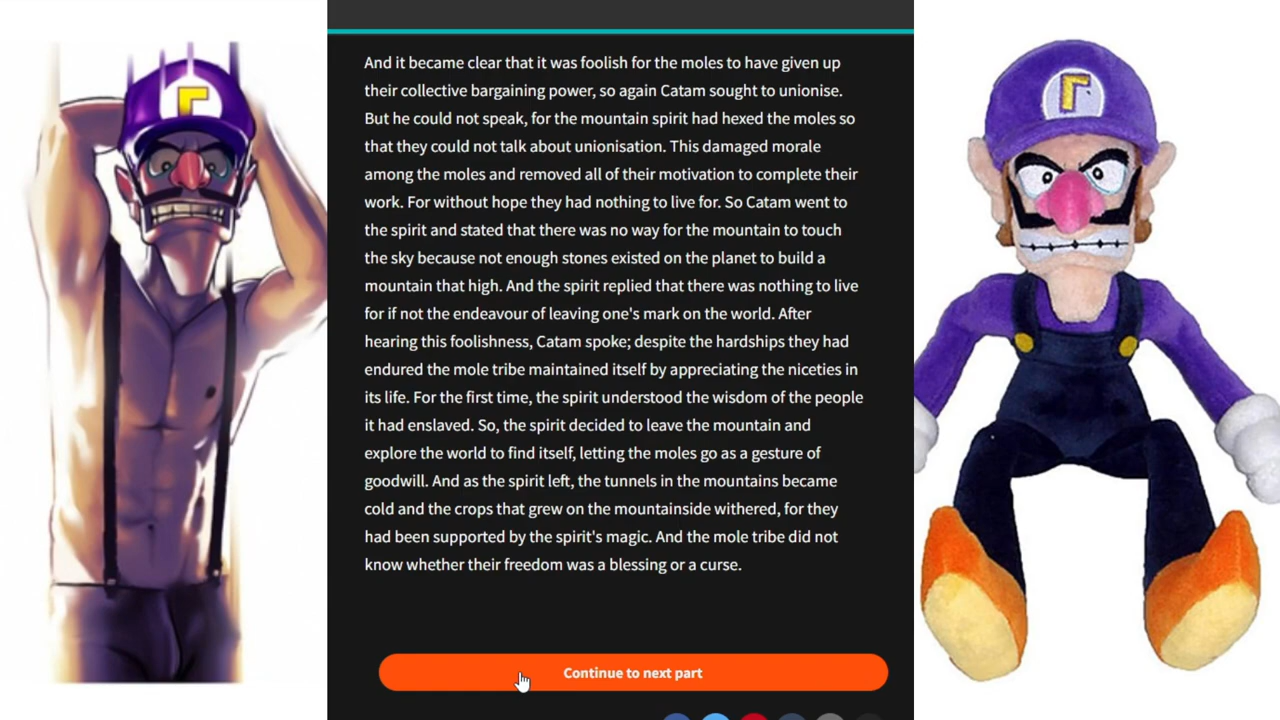 And it became clear that it was foolish for the moles to have given up
their collective bargaining power, so again Catam sought to unionise.
But he could not speak, for the mountain spirit had hexed the moles so
that they could not talk about unionisation. This damaged morale
among the moles and removed all of their motivation to complete their
work. For without hope they had nothing to live for. So Catam went to
the spirit and stated that there was no way for the mountain to touch
the sky because not enough stones existed on the planet to build a
mountain that high. And the spirit replied that there was nothing to live
for if not the endeavour of leaving one's mark on the world. After
hearing this foolishness, Catam spoke; despite the hardships they had
endured the mole tribe maintained itself by appreciating the niceties in
its life. For the first time, the spirit understood the wisdom of the people
it had enslaved. So, the spirit decided to leave the mountain and
explore the world to find itself, letting the moles go as a gesture of
goodwill. And as the spirit left, the tunnels in the mountains became
cold and the crops that grew on the mountainside withered, for they
had been supported by the spirit's magic. And the mole tribe did not
know whether their freedom was a blessing or a curse.
Continue to next part